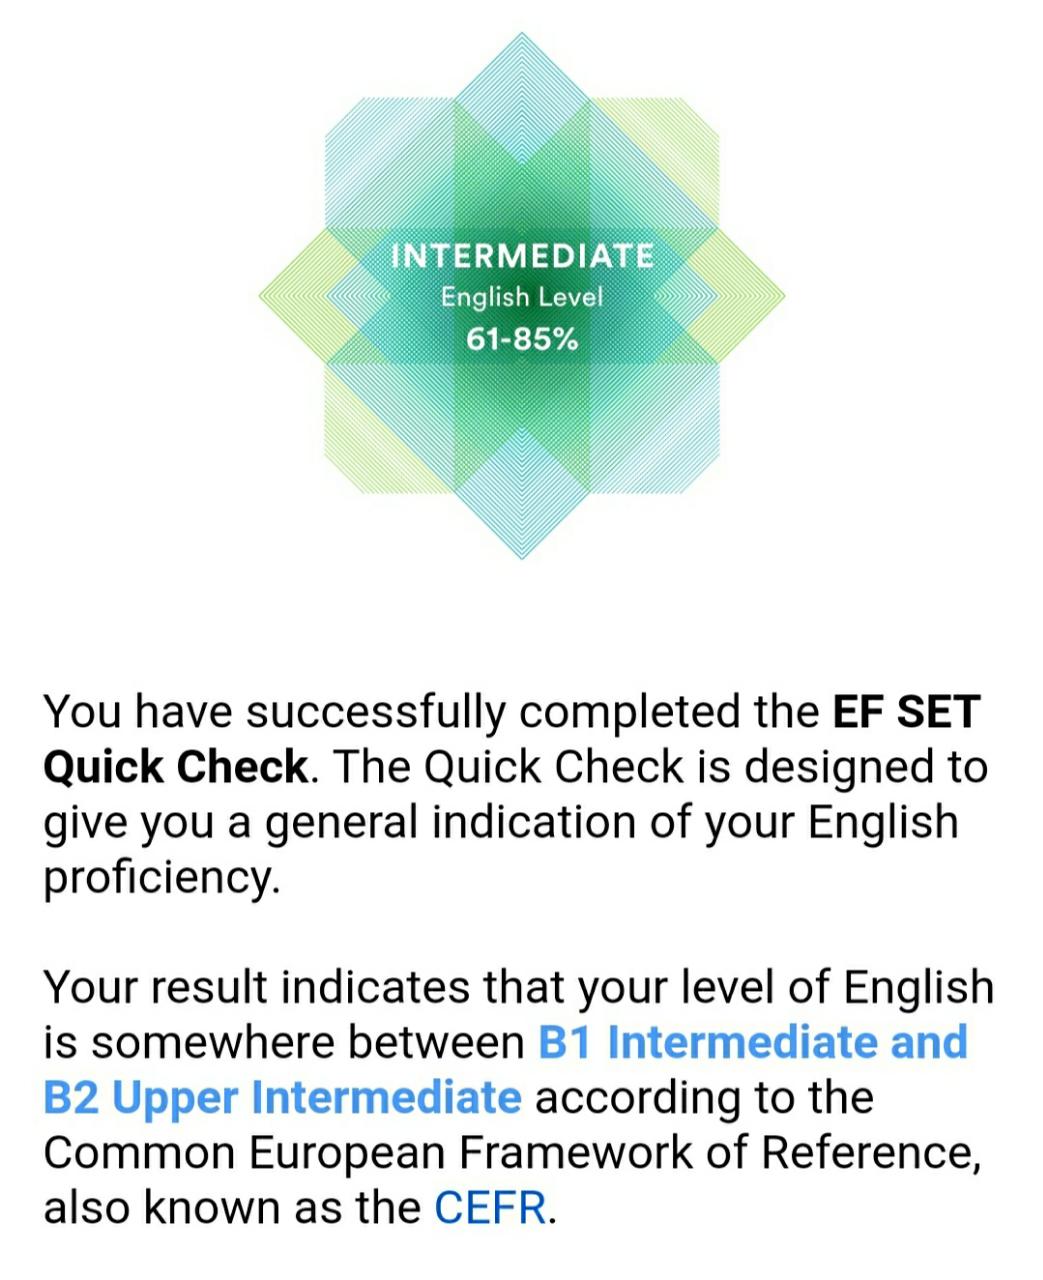 INTERMEDIATE
English Level
61-85%
You have successfully completed the EF SET
Quick Check. The Quick Check is designed to
give you a general indication of your English
proficiency.
Your result indicates that your level of English
is somewhere between B1 Intermediate and
B2 Upper Intermediate according to the
Common European Framework of Reference,
also known as the CEFR.